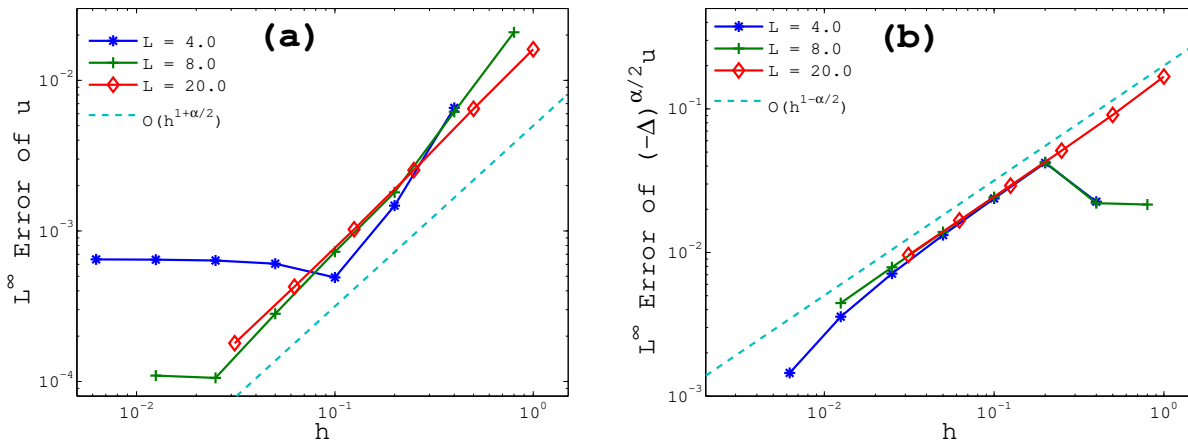 (a)
L = 4.0
L = 8.0
L = 20.0
O(h^{1+α/2})
10^{-2}
10^{-3}
10^{-4}
L^∞ Error of u
10^{-2}
10^{-1}
10^0
h
(b)
L = 4.0
L = 8.0
L = 20.0
O(h^{1-α/2})
10^{-1}
10^{-2}
10^{-3}
L^∞ Error of (-Δ)^{α/2}u
10^{-2}
10^{-1}
10^0
h